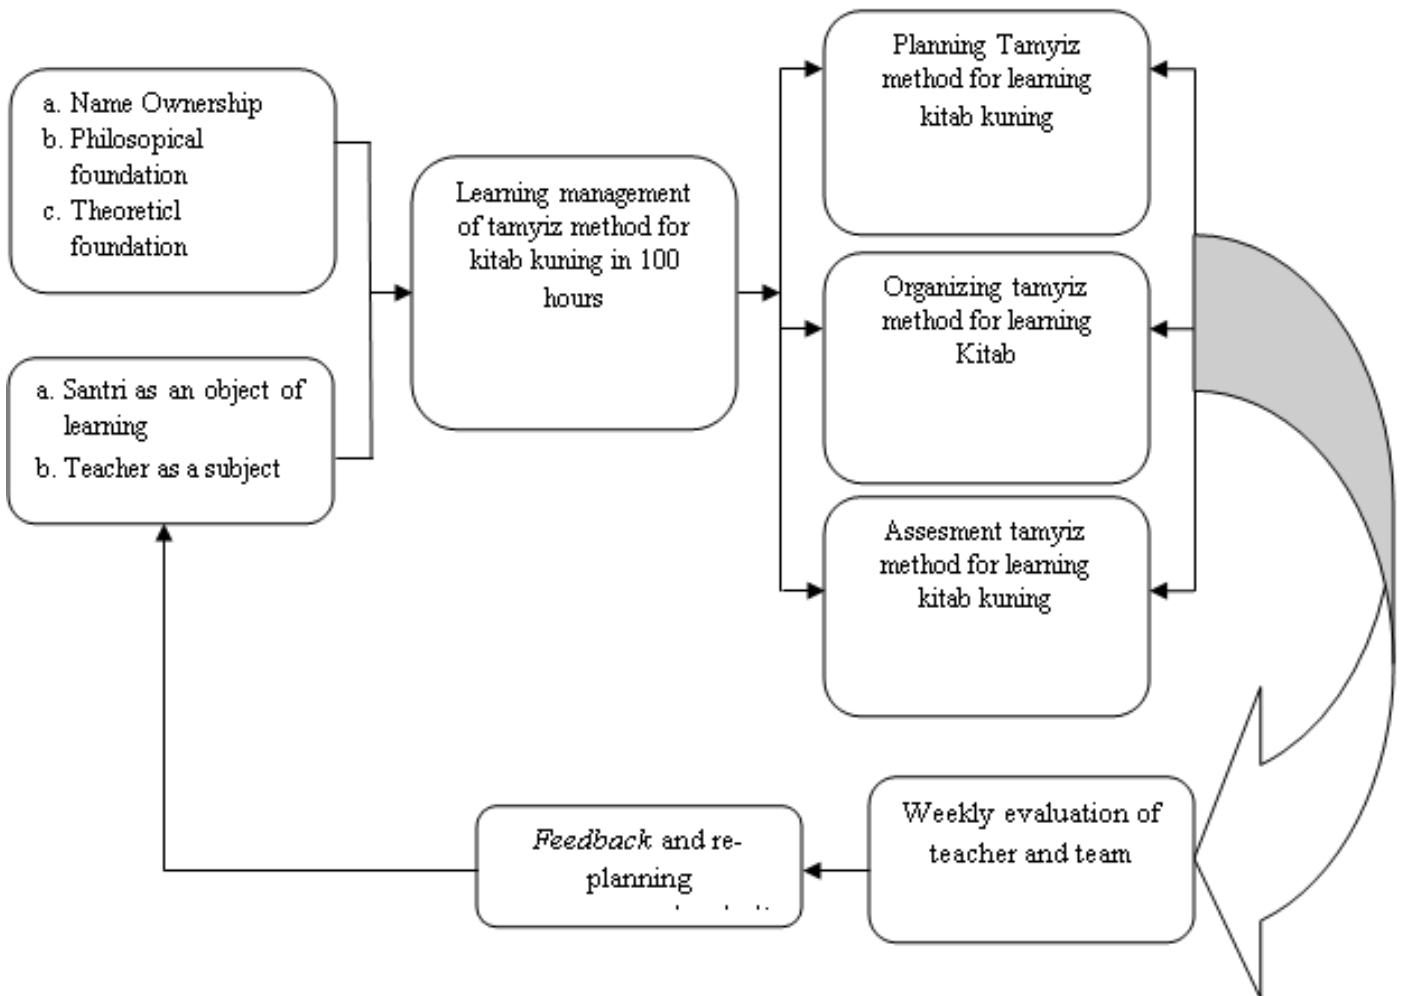 a. Name Ownership
b. Philosopical
foundation
c. Theoreticl
foundation
a. Santri as an object of
learning
b. Teacher as a subject
Learning management
of tamyiz method for
kitab kuning in 100
hours
Planning Tamyiz
method for learning
kitab kuning
Organizing tamyiz
method for learning
Kitab
Assesment tamyiz
method for learning
kitab kuning
Weekly evaluation of
teacher and team
Feedback and re-
planning